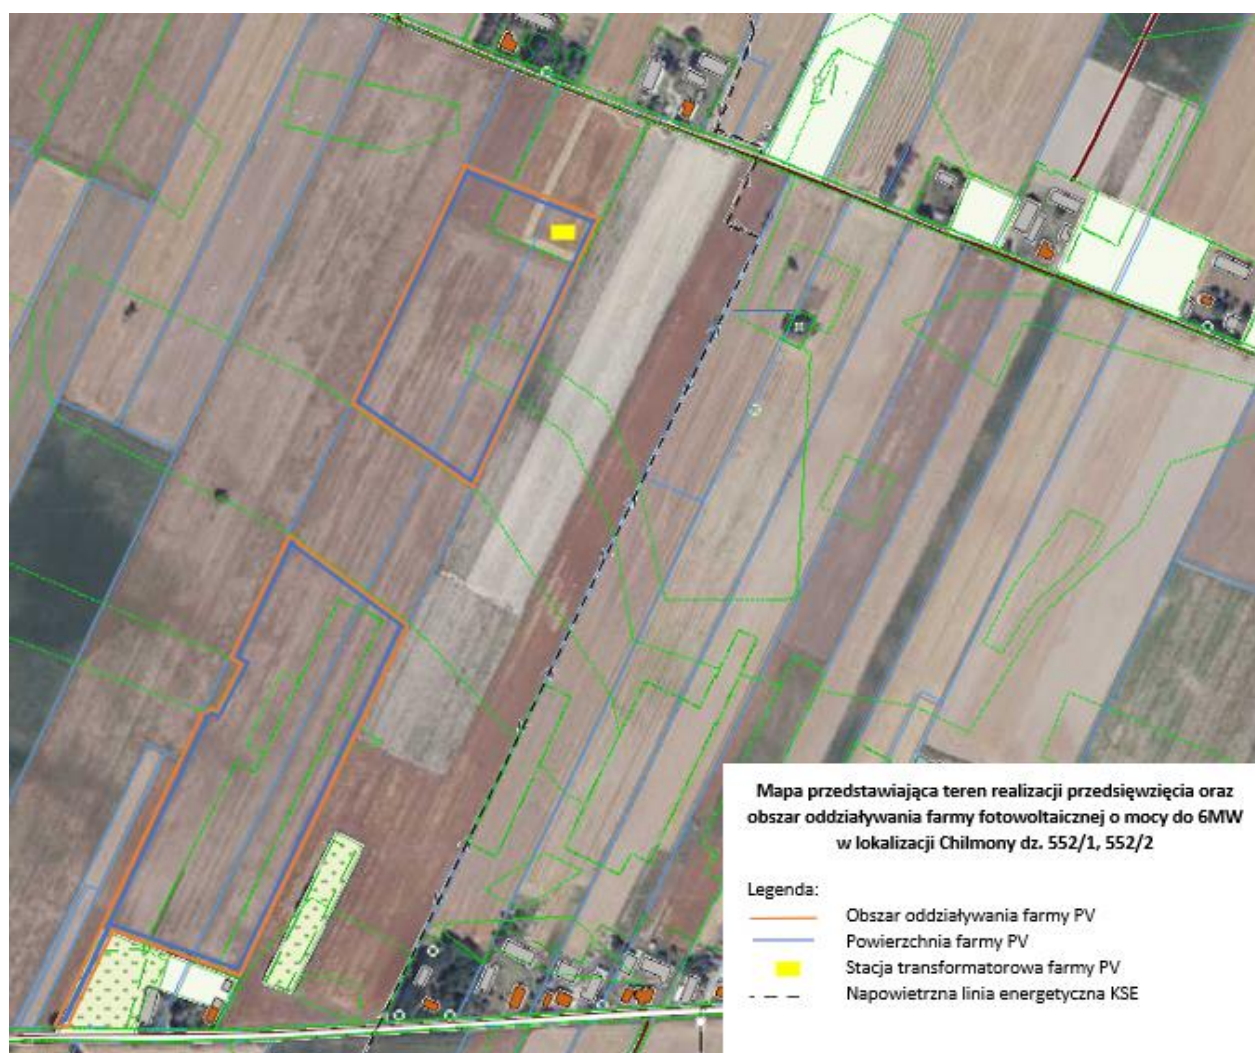 Mapa przedstawiająca teren realizacji przedsięwzięcia oraz
obszar oddziaływania farmy fotowoltaicznej o mocy do 6MW
w lokalizacji Chilmony dz. 552/1, 552/2
Legenda:
Obszar oddziaływania farmy PV
Powierzchnia farmy PV
Stacja transformatorowa farmy PV
Napowietrzna linia energetyczna KSE